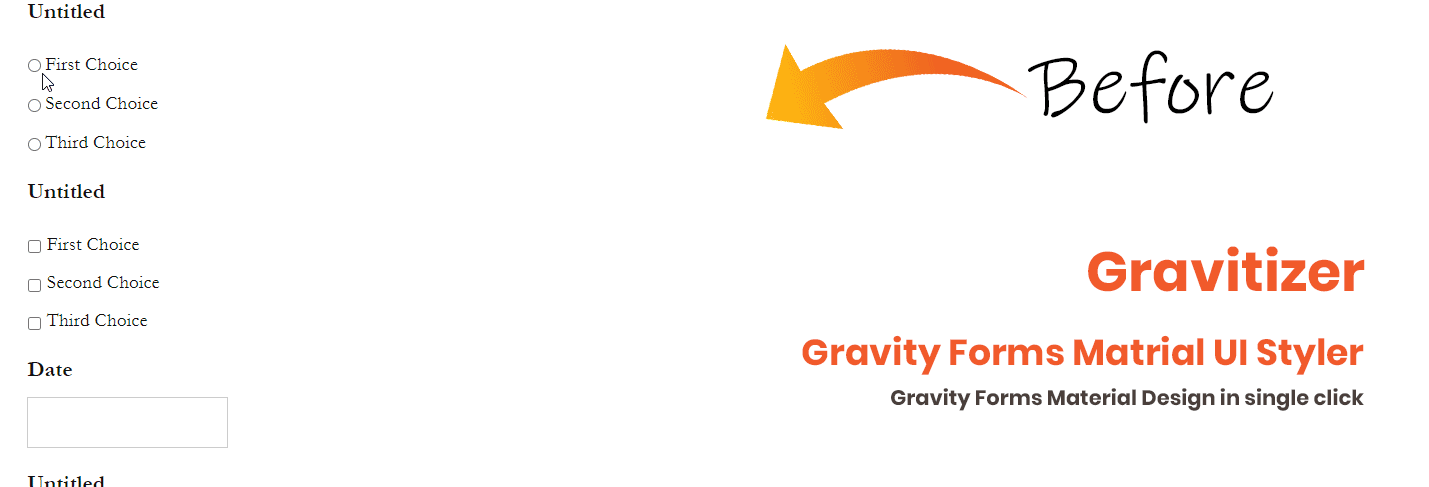 Untitled
First Choice
Second Choice
Third Choice
Untitled
First Choice
Second Choice
Third Choice
Date
Untitled
Before
Gravitizer
Gravity Forms Matrial UI Styler
Gravity Forms Material Design in single click